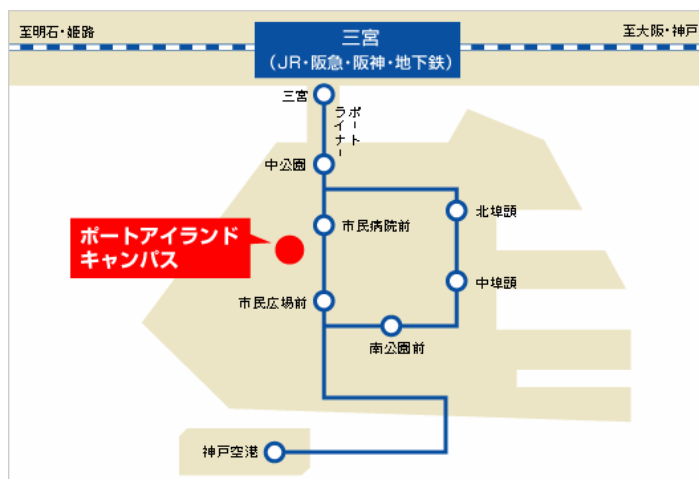 至明石・姫路
三宮
(JR・阪急・阪神・地下鉄)
至大阪・神戸
三宮
ポート
ライナー
中公園
北埠頭
市民病院前
ポートアイランド
キャンパス
中埠頭
市民広場前
南公園前
神戸空港